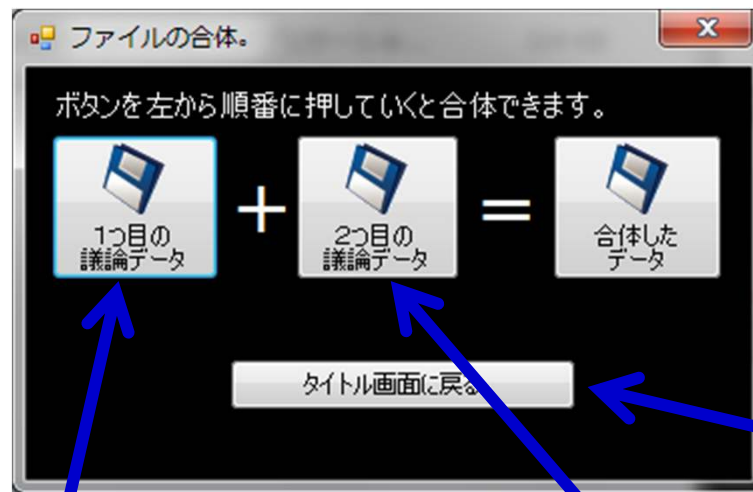 ファイルの合体。
ボタンを左から順番に押していくと合体できます。
1つ目の
議論データ
+
2つ目の
議論データ
=
合体した
データ
タイトル画面に戻る